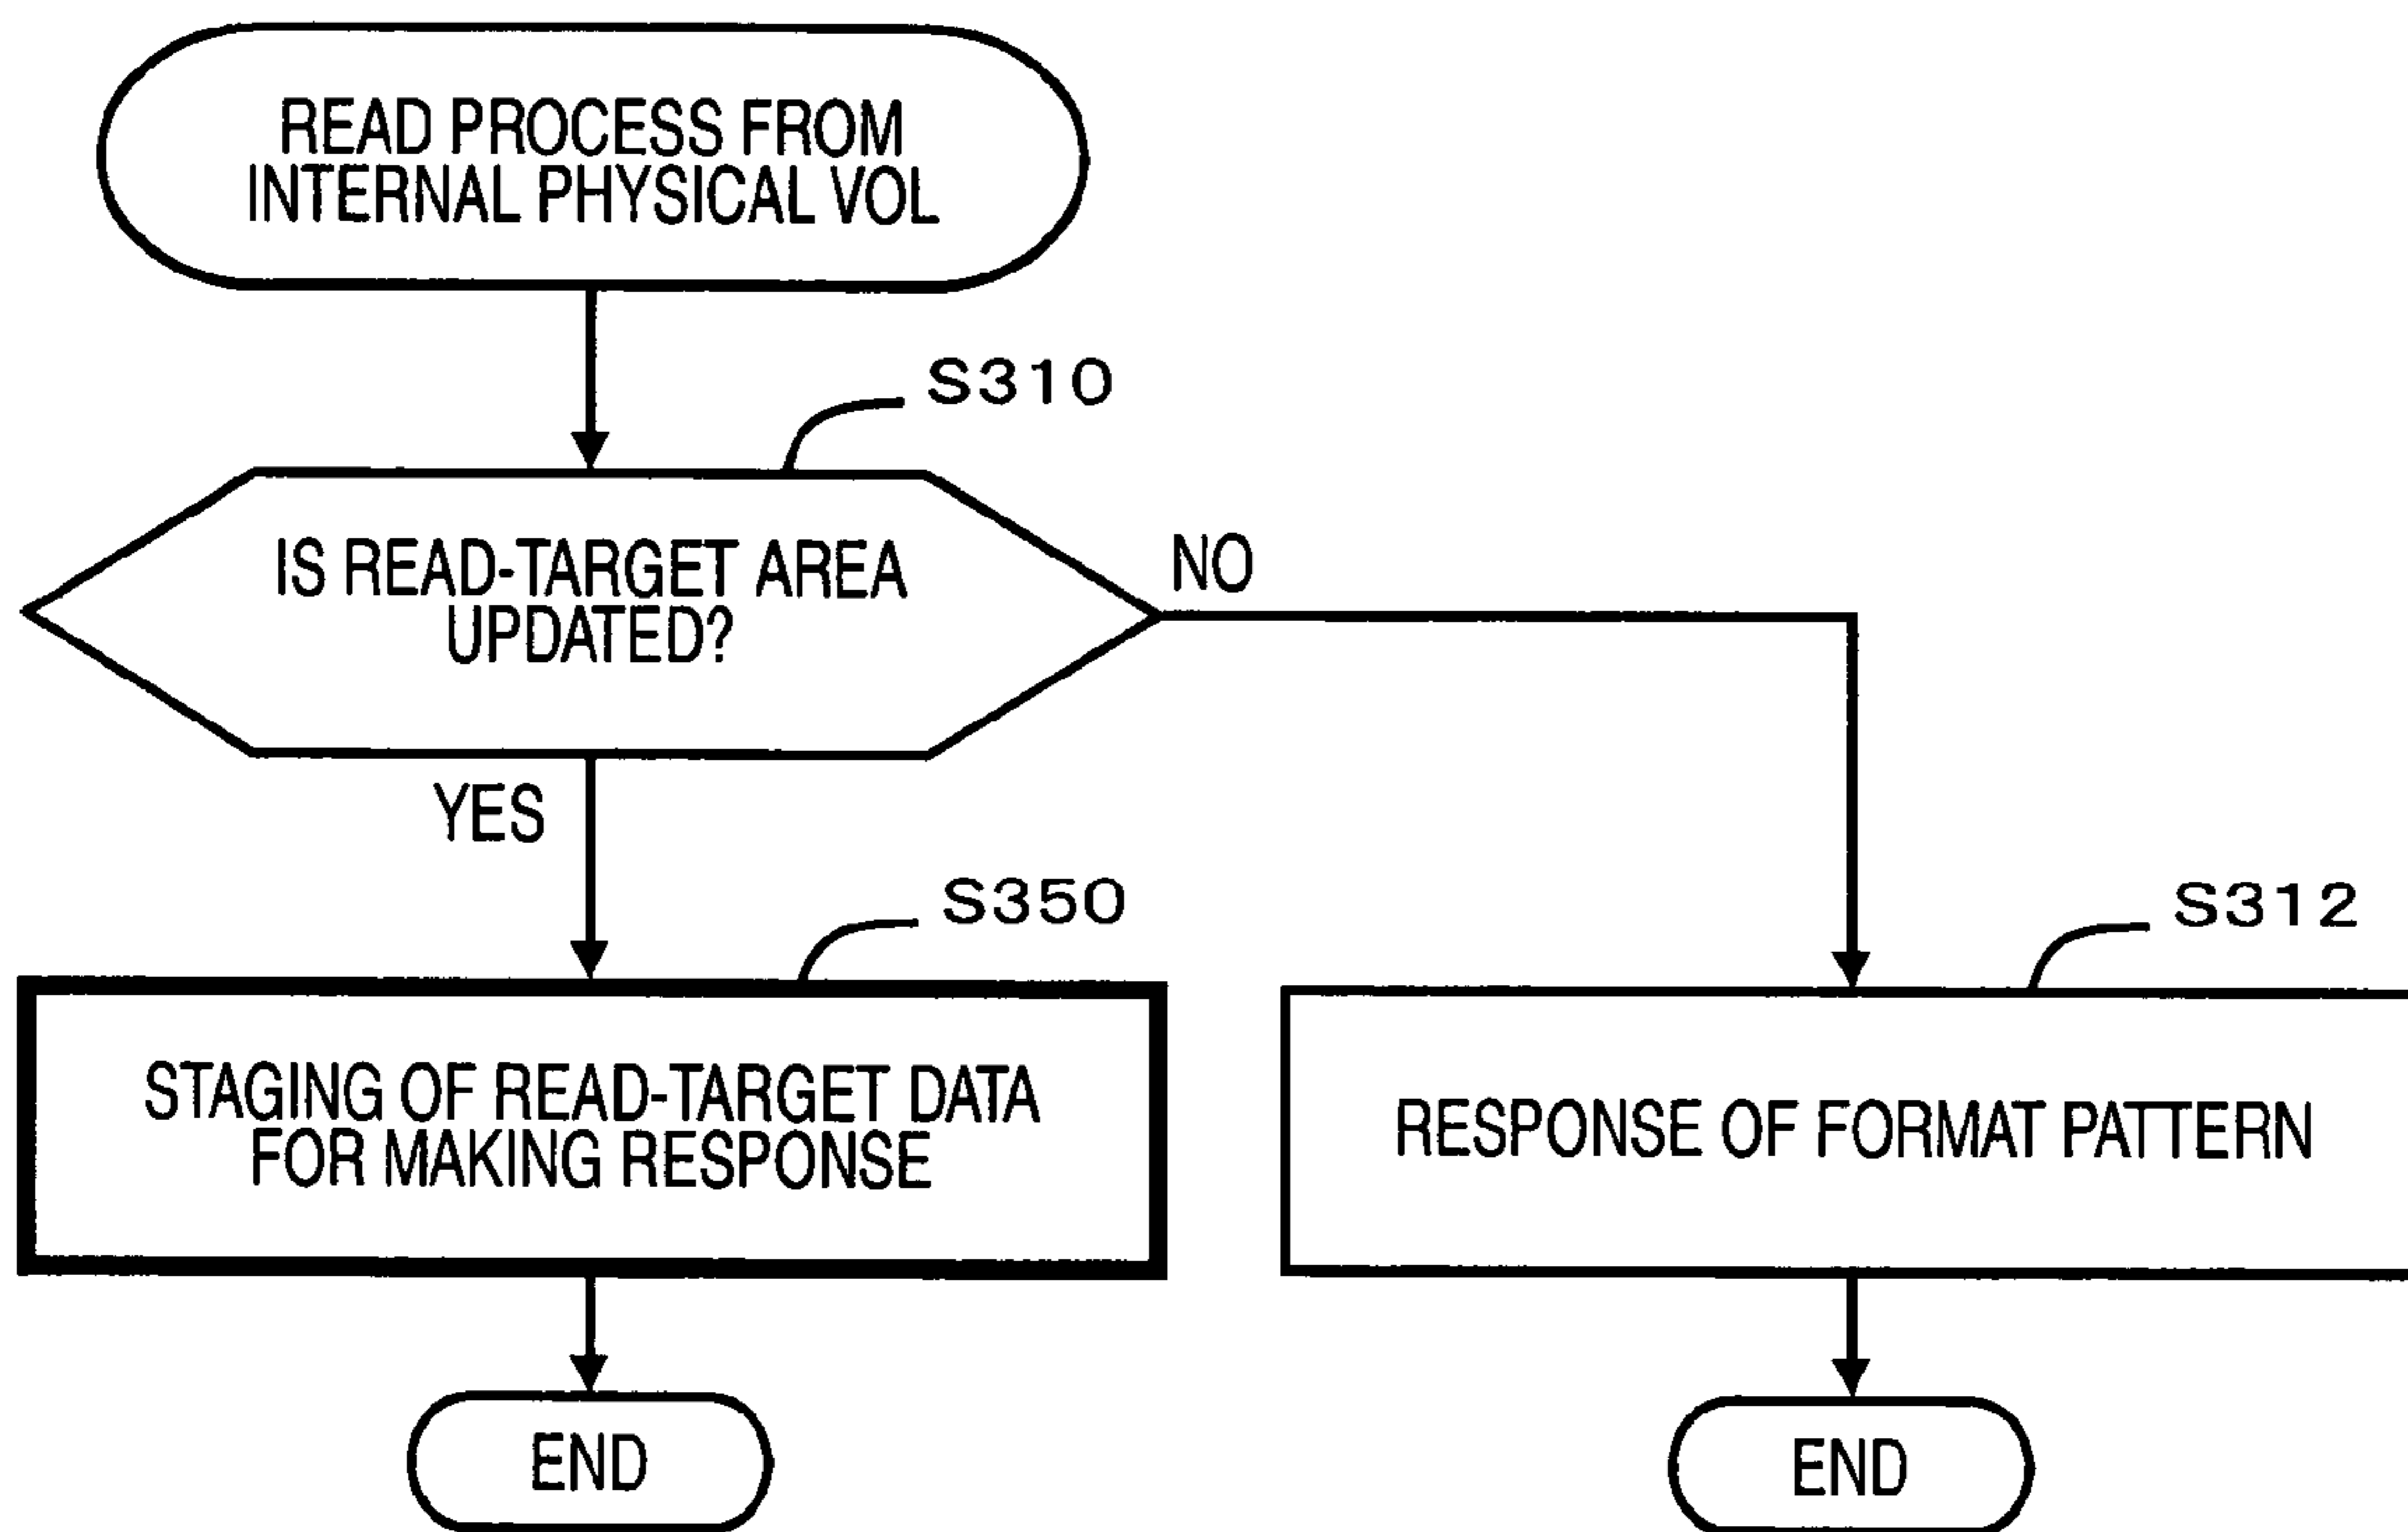 READ PROCESS FROM
INTERNAL PHYSICAL VOL
S310
IS READ-TARGET AREA
UPDATED?
NO
YES
S350
S312
STAGING OF READ-TARGET DATA
FOR MAKING RESPONSE
RESPONSE OF FORMAT PATTERN
END
END